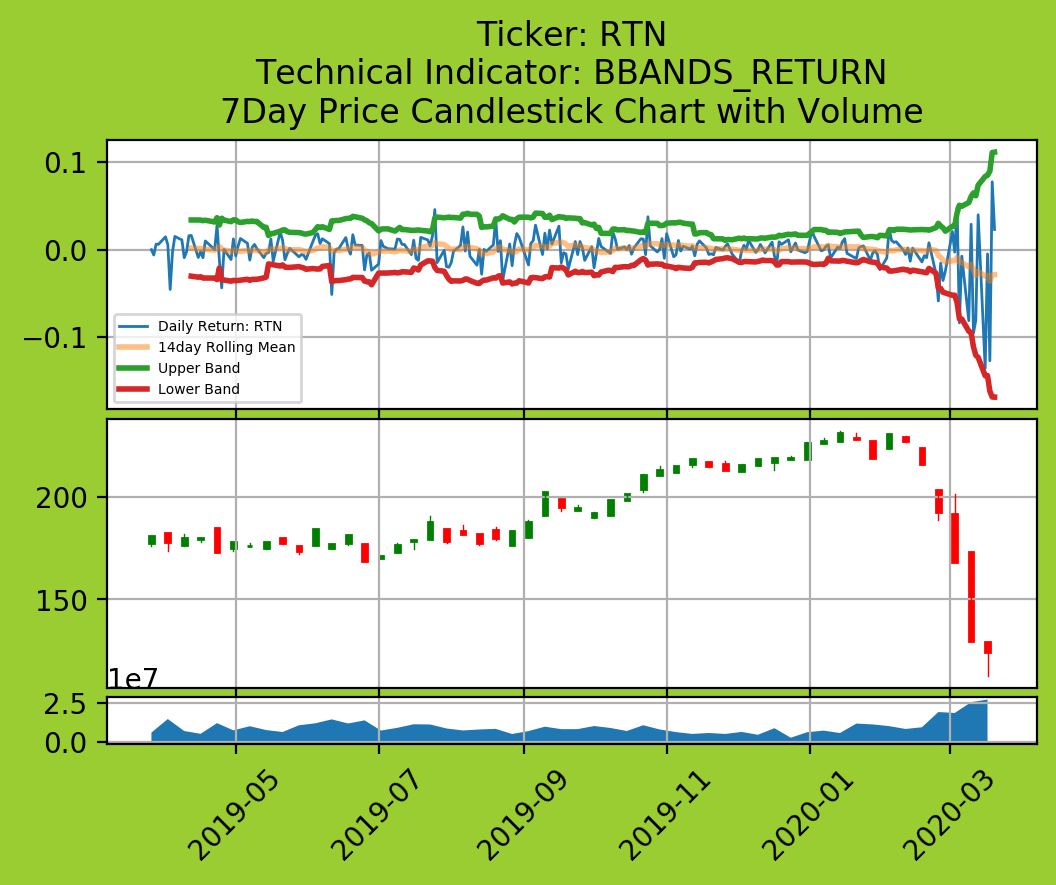 Ticker: RTN
Technical Indicator: BBANDS_RETURN
7Day Price Candlestick Chart with Volume
0.1
0.0
−0.1
Daily Return: RTN
14day Rolling Mean
Upper Band
Lower Band
200
150
1e7
2.5
0.0
2019-05
2019-07
2019-09
2019-11
2020-01
2020-03